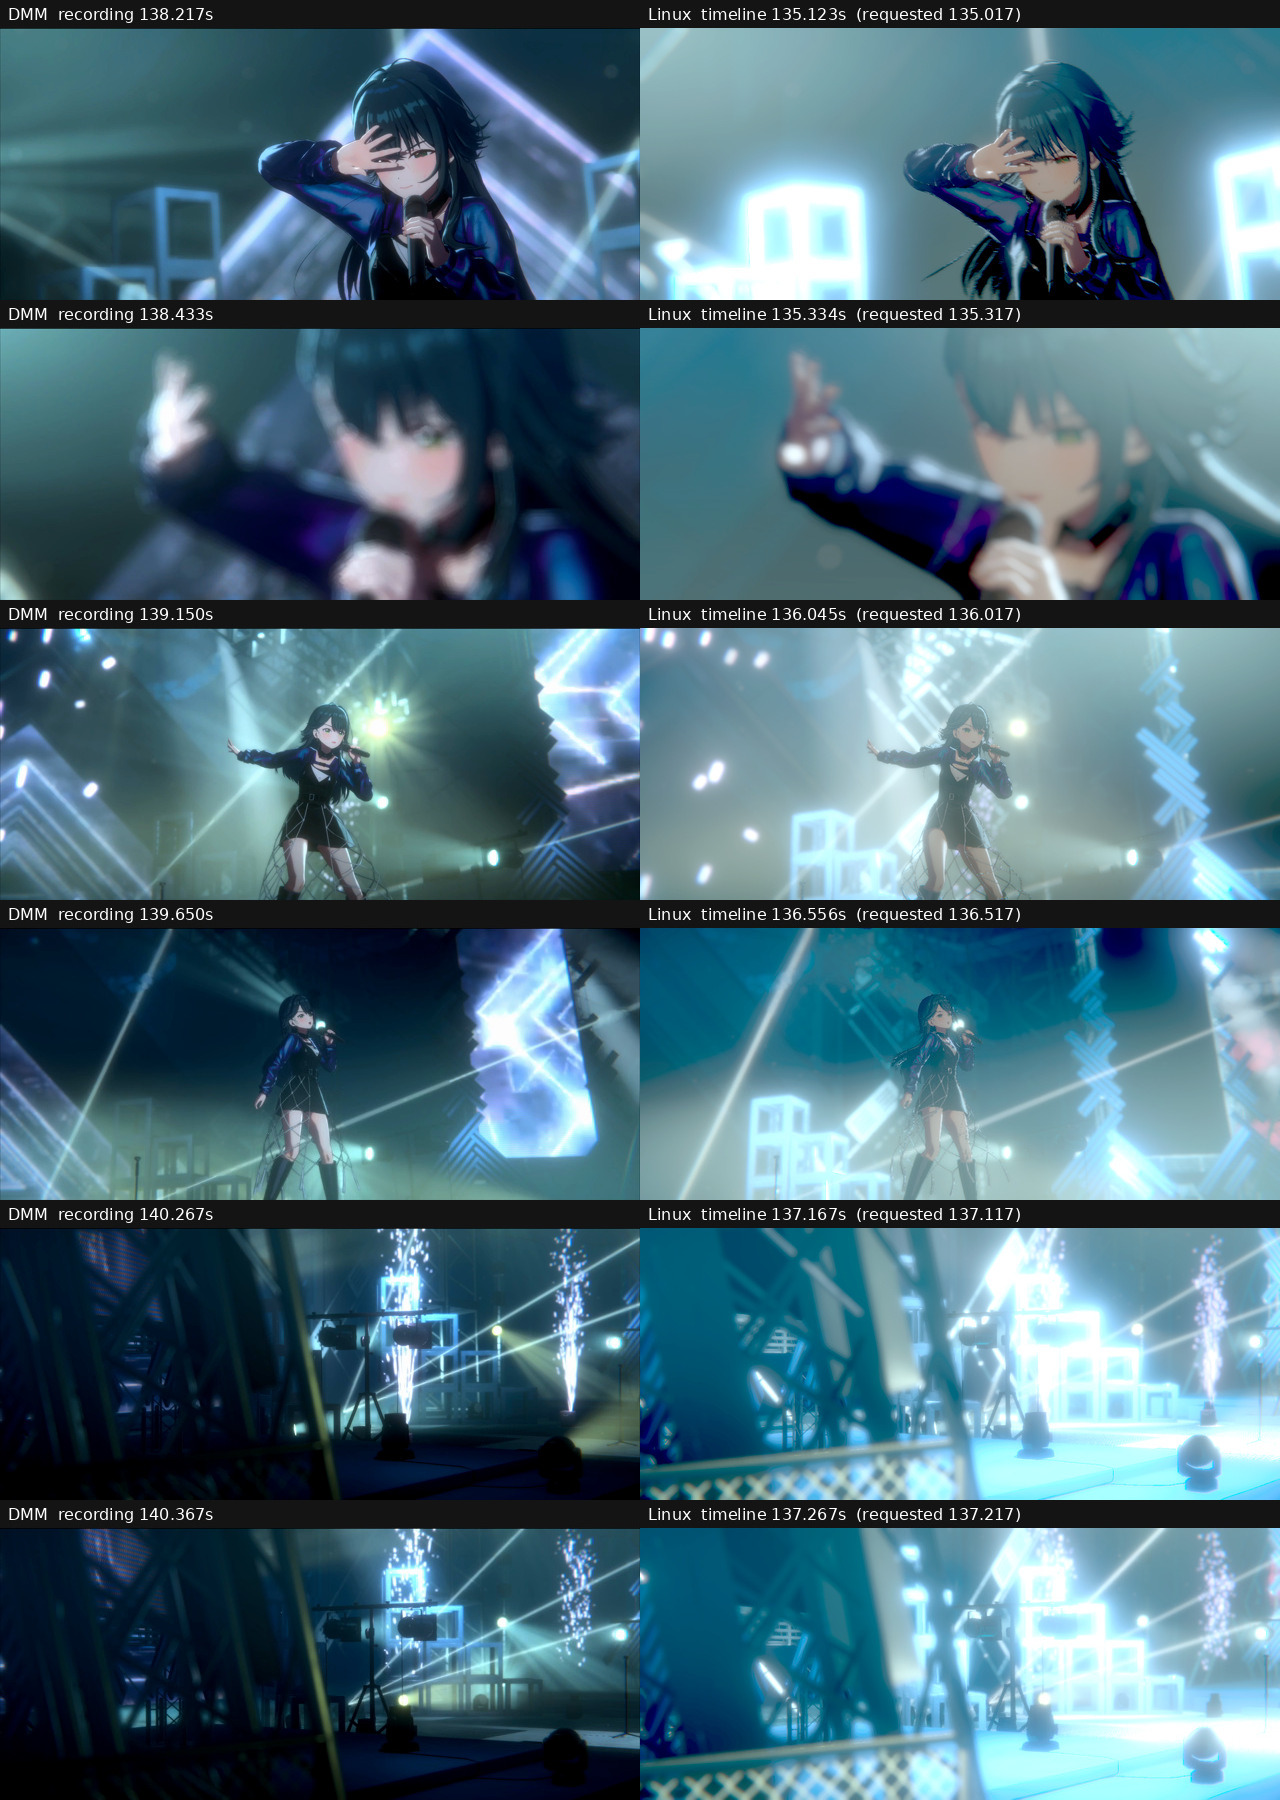 DMM recording 138.217s
Linux timeline 135.123s (requested 135.017)
DMM recording 138.433s
Linux timeline 135.334s (requested 135.317)
DMM recording 139.150s
Linux timeline 136.045s (requested 136.017)
DMM recording 139.650s
Linux timeline 136.556s (requested 136.517)
DMM recording 140.267s
Linux timeline 137.167s (requested 137.117)
DMM recording 140.367s
Linux timeline 137.267s (requested 137.217)